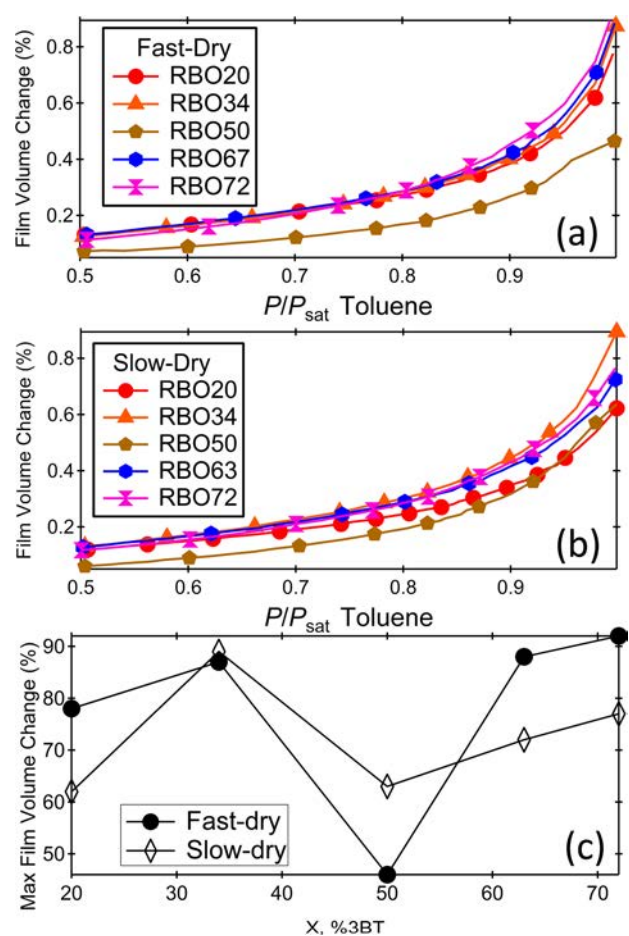 Film Volume Change (%)
0.8
0.6
0.4
0.2
Fast-Dry
RBO20
RBO34
RBO50
RBO67
RBO72
(a)
0.5 0.6 0.7 0.8 0.9
P/Psat Toluene
Film Volume Change (%)
0.8
0.6
0.4
0.2
Slow-Dry
RBO20
RBO34
RBO50
RBO63
RBO72
(b)
0.5 0.6 0.7 0.8 0.9
P/Psat Toluene
Max Film Volume Change (%)
90
80
70
60
50
Fast-dry
Slow-dry
(c)
20 30 40 50 60 70
X, %3BT